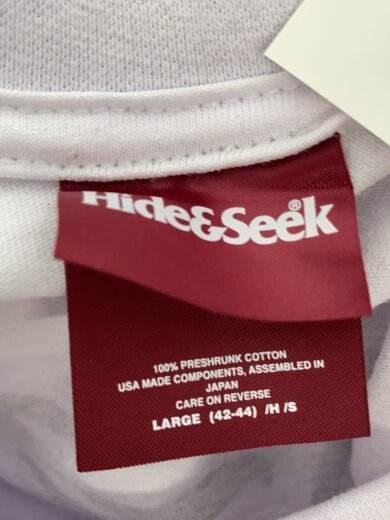 Hide&Seek®
100% PRESHRUNK COTTON
USA MADE COMPONENTS, ASSEMBLED IN
JAPAN
CARE ON REVERSE
LARGE (42-44) /H /S